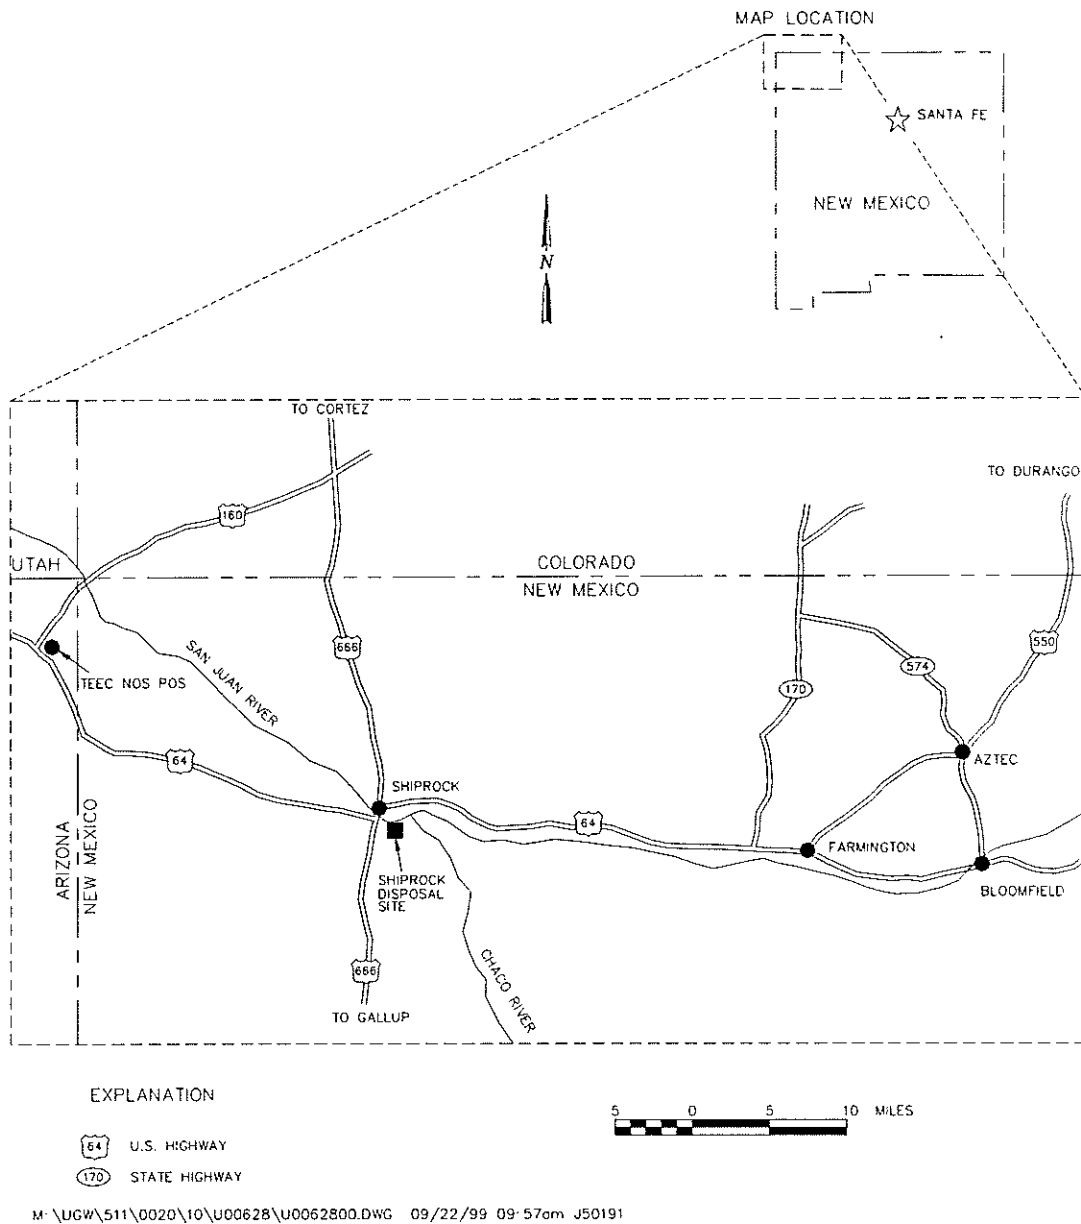 MAP LOCATION
SANTA FE
NEW MEXICO
N
TO CORTEZ
TO DURANGO
160
UTAH
COLORADO
NEW MEXICO
666
550
574
SAN JUAN RIVER
TEEC NOS POS
170
64
AZTEC
SHIPROCK
64
FARMINGTON
ARIZONA
NEW MEXICO
SHIPROCK
DISPOSAL
SITE
BLOOMFIELD
666
CHACO RIVER
TO GALLUP
EXPLANATION
5 0 5 10 MILES
64 U.S. HIGHWAY
170 STATE HIGHWAY
M:\UGW\511\0020\10\U00628\U0062800.DWG 09/22/99 09:57am J50191